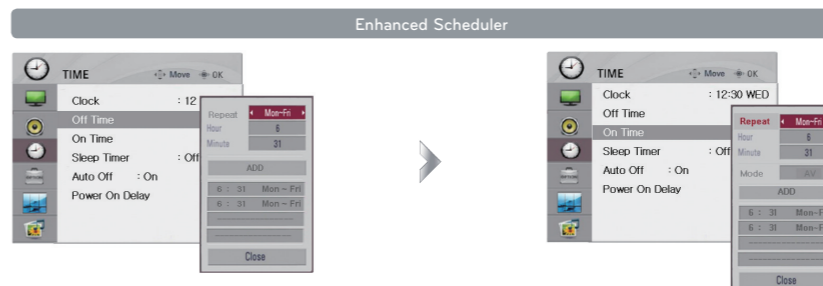 Enhanced Scheduler
TIME
Move OK
Clock : 12
Off Time
On Time
Sleep Timer : Off
Auto Off : On
Power On Delay
Repeat Mon-Fri
Hour 6
Minute 31
ADD
6 : 31 Mon - Fri
6 : 31 Mon - Fri
Close
TIME
Move OK
Clock : 12:30 WED
Off Time
On Time
Sleep Timer : Off
Auto Off : On
Power On Delay
Repeat Mon-Fri
Hour 6
Minute 31
Mode AV
ADD
6 : 31 Mon-F
6 : 31 Mon-F
Close